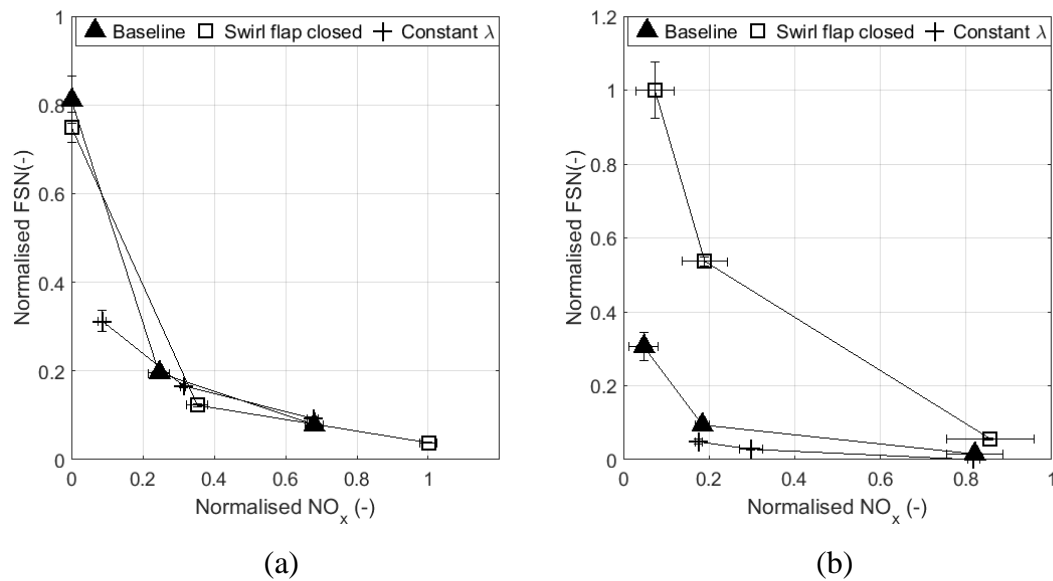 Baseline Swirl flap closed Constant λ
1
0.8
0.6
0.4
0.2
0
Normalised FSN(-)
0 0.2 0.4 0.6 0.8 1
Normalised NOx (-)
(a)
Baseline Swirl flap closed Constant λ
1.2
1
0.8
0.6
0.4
0.2
0
Normalised FSN(-)
0 0.2 0.4 0.6 0.8 1
Normalised NOx (-)
(b)